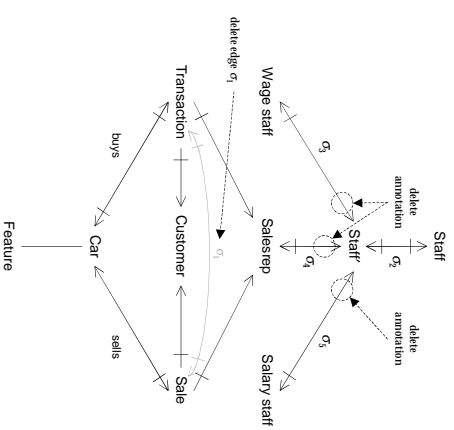 Staff
σ2
delete
annotation
delete
annotation
Staff'
σ3
σ4
σ5
Wage staff
Salesrep
Salary staff
delete edge σ1
σ1
Transaction
Customer
Sale
buys
sells
Car
Feature